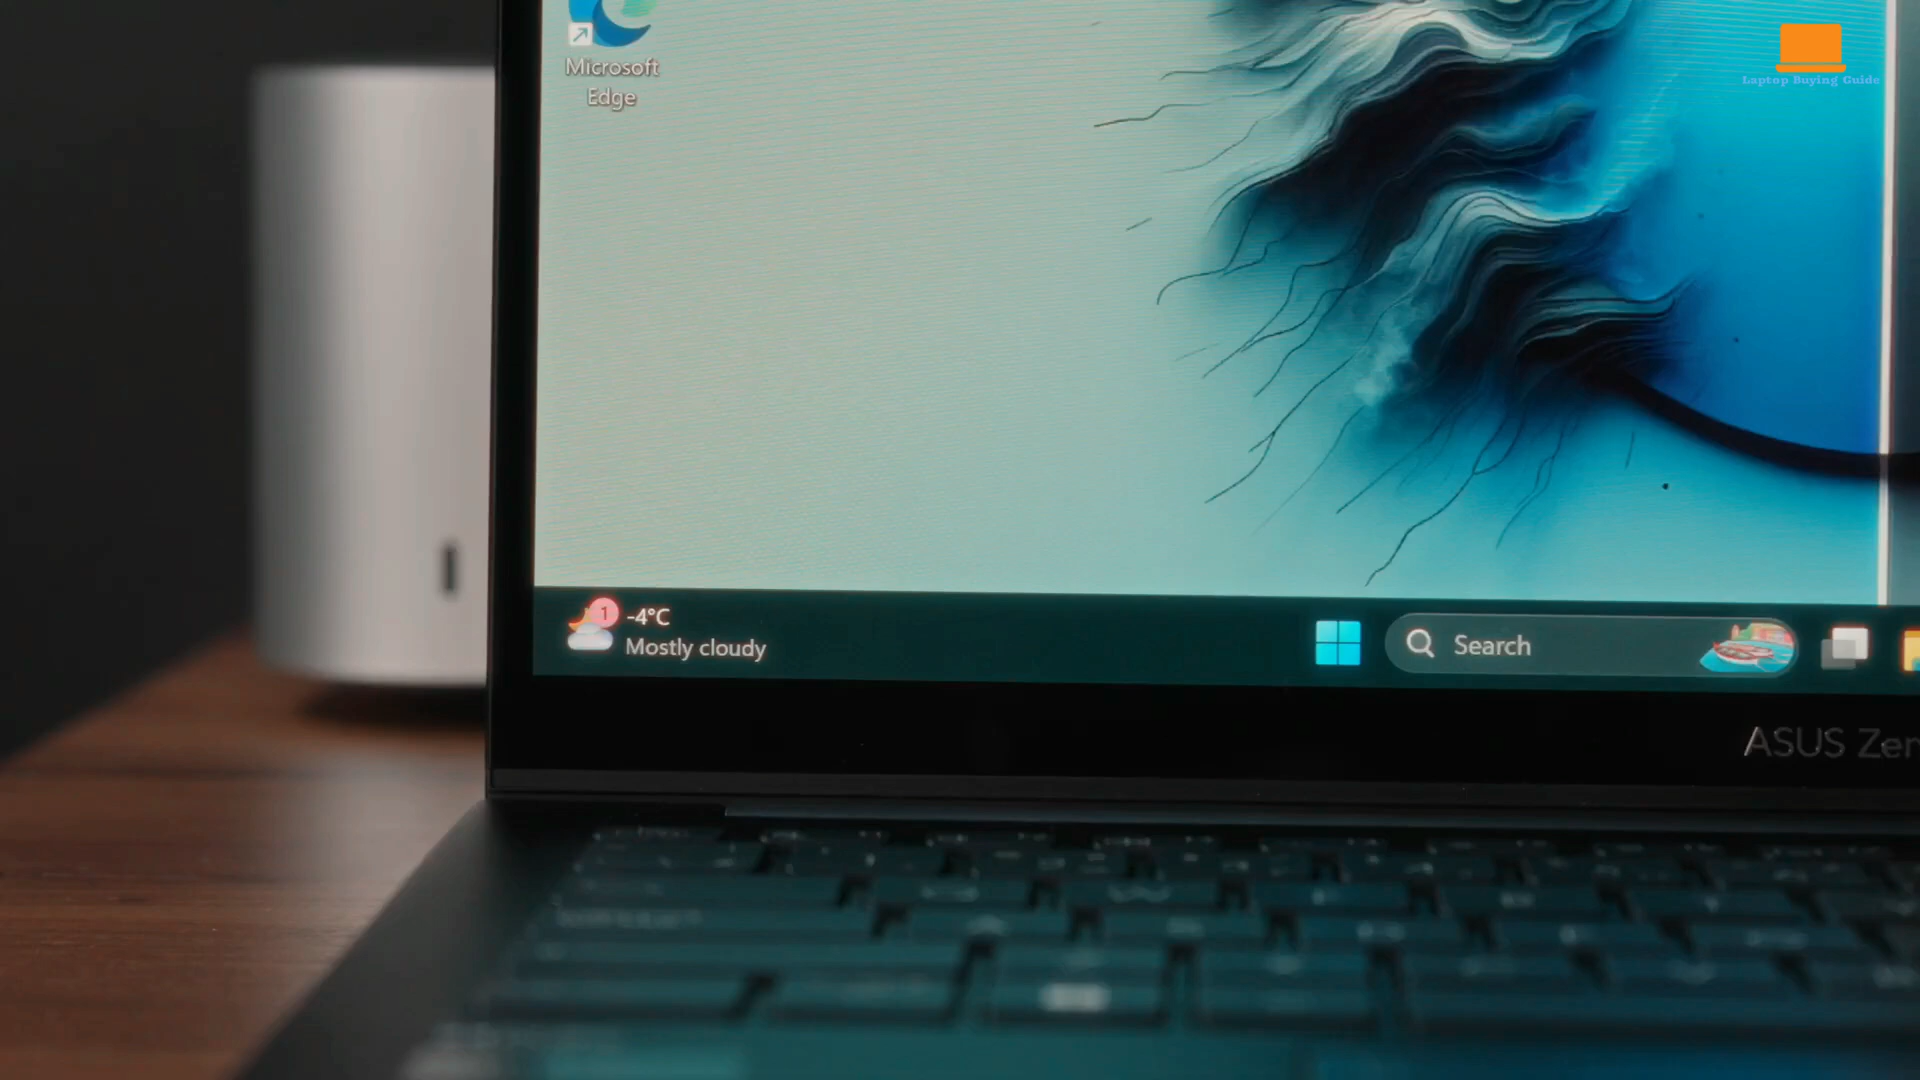 Microsoft
Edge
Laptop Buying Guide
1
-4°C
Mostly cloudy
Search
ASUS Zen